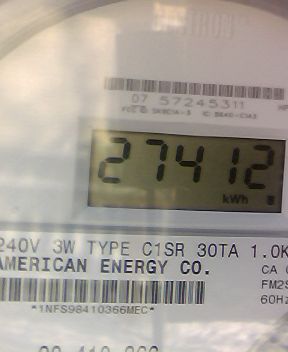 07 57245311
27412
kWh
240V 3W TYPE C1SR 30TA 1.0K
AMERICAN ENERGY CO.
CA
FM2S
60Hz
*1NFS98410366MEC*